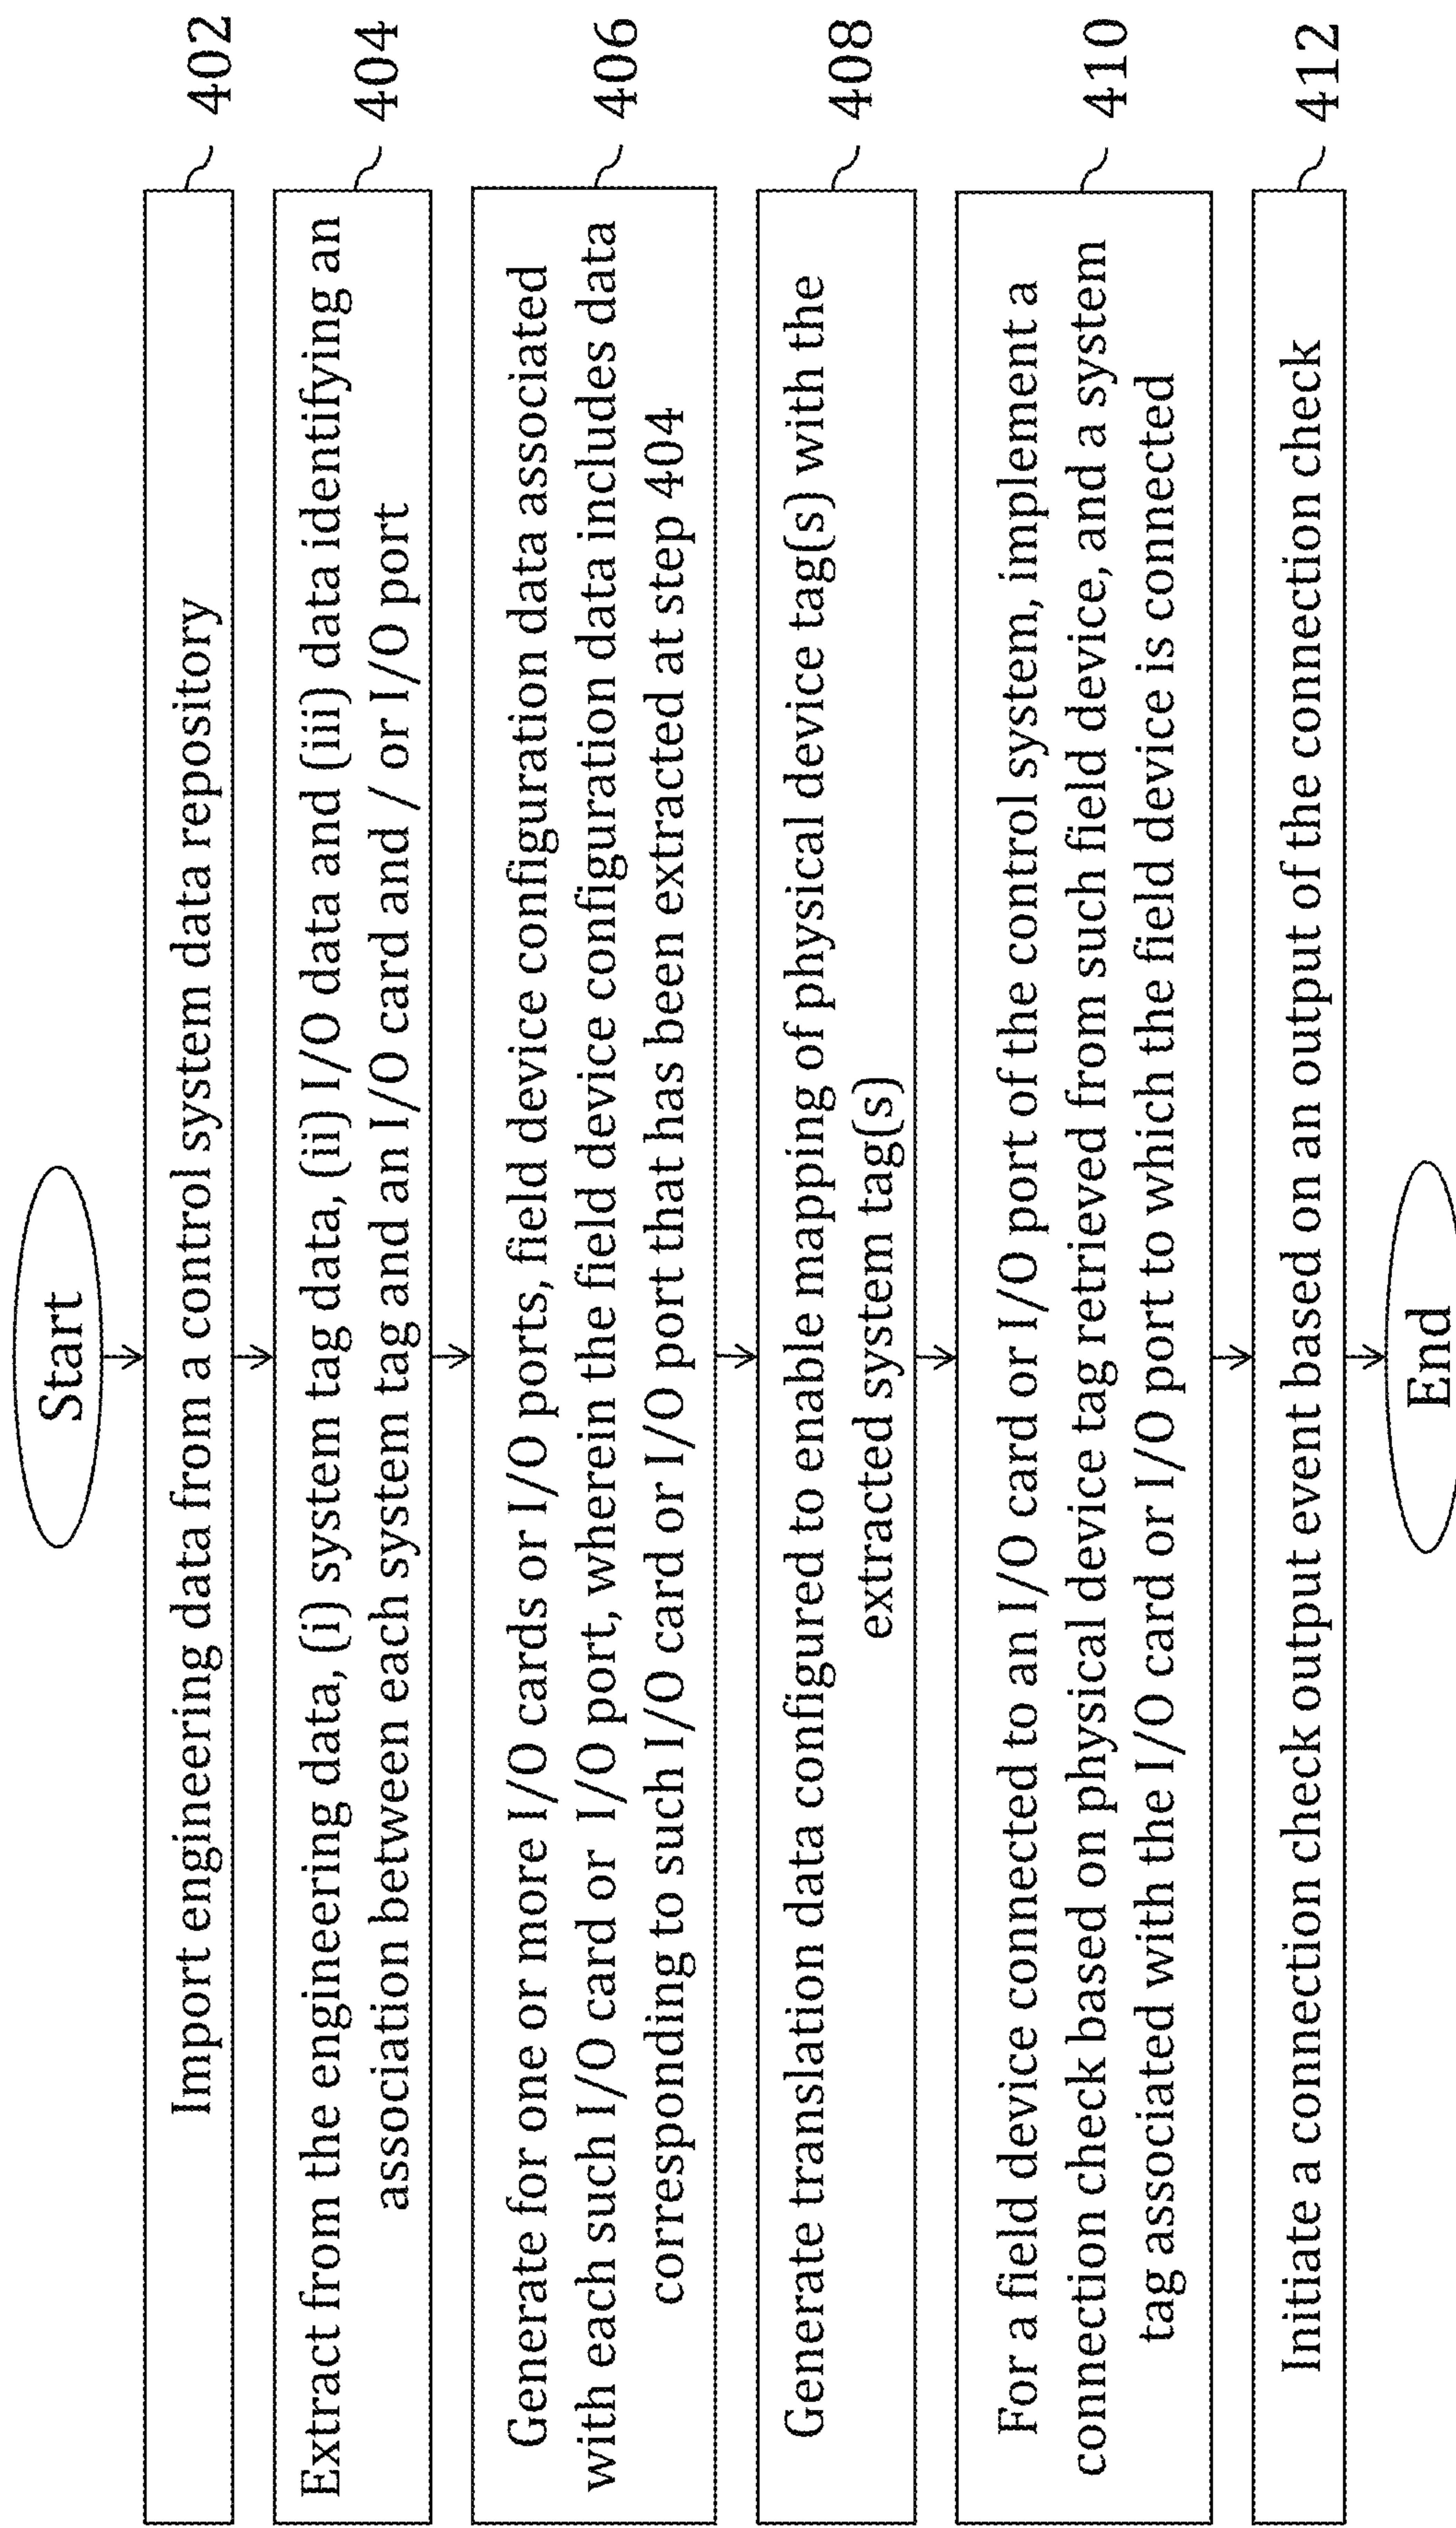 Start
Import engineering data from a control system data repository
402
Extract from the engineering data, (i) system tag data, (ii) I/O data and (iii) data identifying an
association between each system tag and an I/O card and / or I/O port
404
Generate for one or more I/O cards or I/O ports, field device configuration data associated
with each such I/O card or I/O port, wherein the field device configuration data includes data
corresponding to such I/O card or I/O port that has been extracted at step 404
406
Generate translation data configured to enable mapping of physical device tag(s) with the
extracted system tag(s)
408
For a field device connected to an I/O card or I/O port of the control system, implement a
connection check based on physical device tag retrieved from such field device, and a system
tag associated with the I/O card or I/O port to which the field device is connected
410
Initiate a connection check output event based on an output of the connection check
412
End